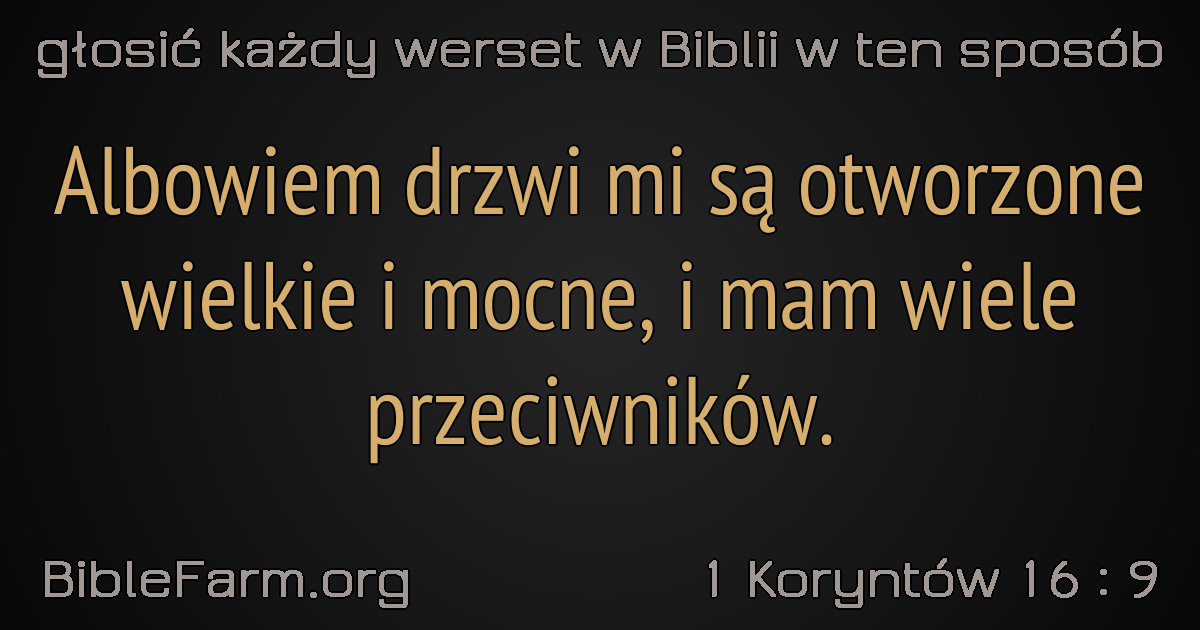 głosić każdy werset w Biblii w ten sposób
Albowiem drzwi mi są otworzone
wielkie i mocne, i mam wiele
przeciwników.
BibleFarm.org
1 Koryntów 16 : 9